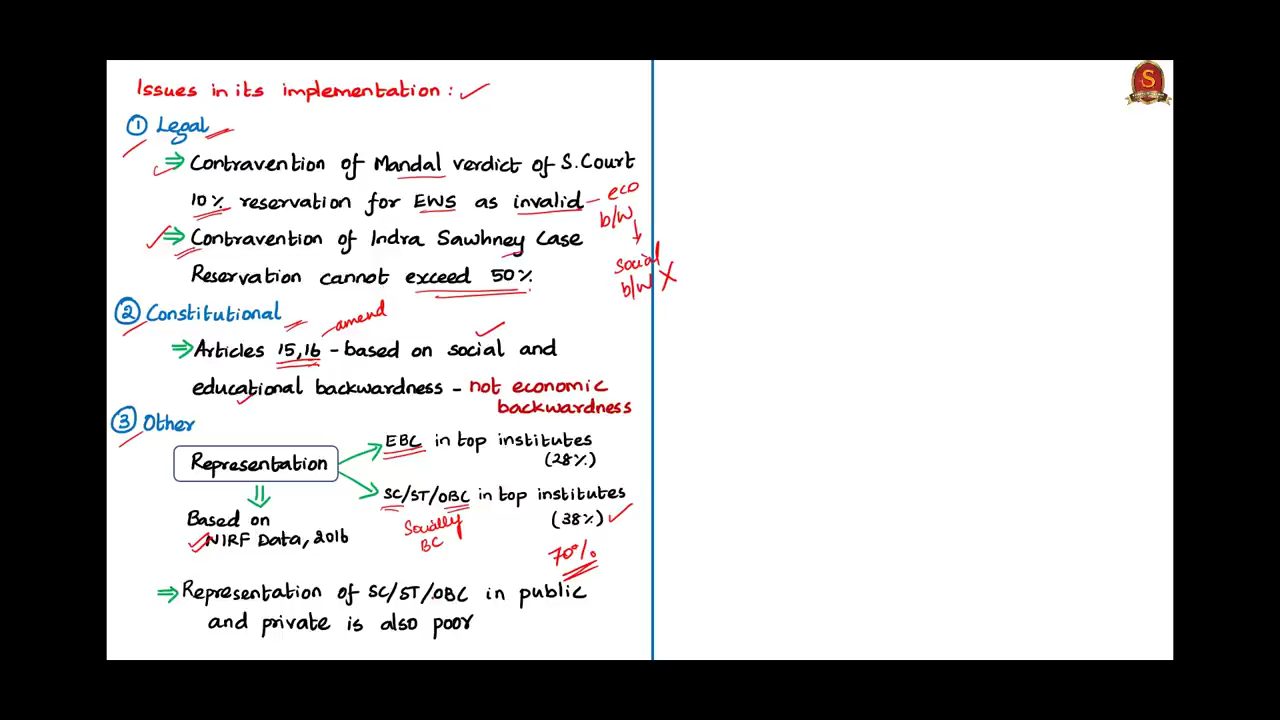 Issues in its implementation :
① Legal
⇒ Contravention of Mandal verdict of S. Court
10% reservation for EWS as invalid – eco
b/w
⇒ Contravention of Indra Sawhney Case
social
Reservation cannot exceed 50%
b/w X
② Constitutional
amend
⇒ Articles 15,16 - based on social and
educational backwardness – not economic
backwardness
③ Other
EBC in top institutes
(28%)
Representation
SC/ST/OBC in top institutes
(38%)
Based on
NIRF Data, 2016
Socially
BC
70%
⇒ Representation of SC/ST/OBC in public
and private is also poor
S